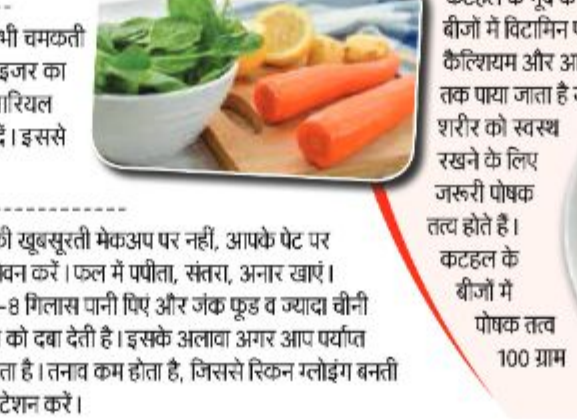 भी चमकती
इजर का
ारियल
दें। इससे
की खूबसूरती मेकअप पर नहीं, आपके पेट पर
वन करें। फल में पपीता, संतरा, अनार खाएं।
-8 गिलास पानी पिएं और जंक फूड व ज्यादा चीनी
को दबा देती है। इसके अलावा अगर आप पर्याप्त
ता है। तनाव कम होता है, जिससे स्किन ग्लोइंग बनती
टेशन करें।
बीजों में विटामिन
कैल्शियम और
तक पाया जाता है
शरीर को स्वस्थ
रखने के लिए
जरूरी पोषक
तत्व होते हैं।
कटहल के
बीजों में
पोषक तत्व
100 ग्राम